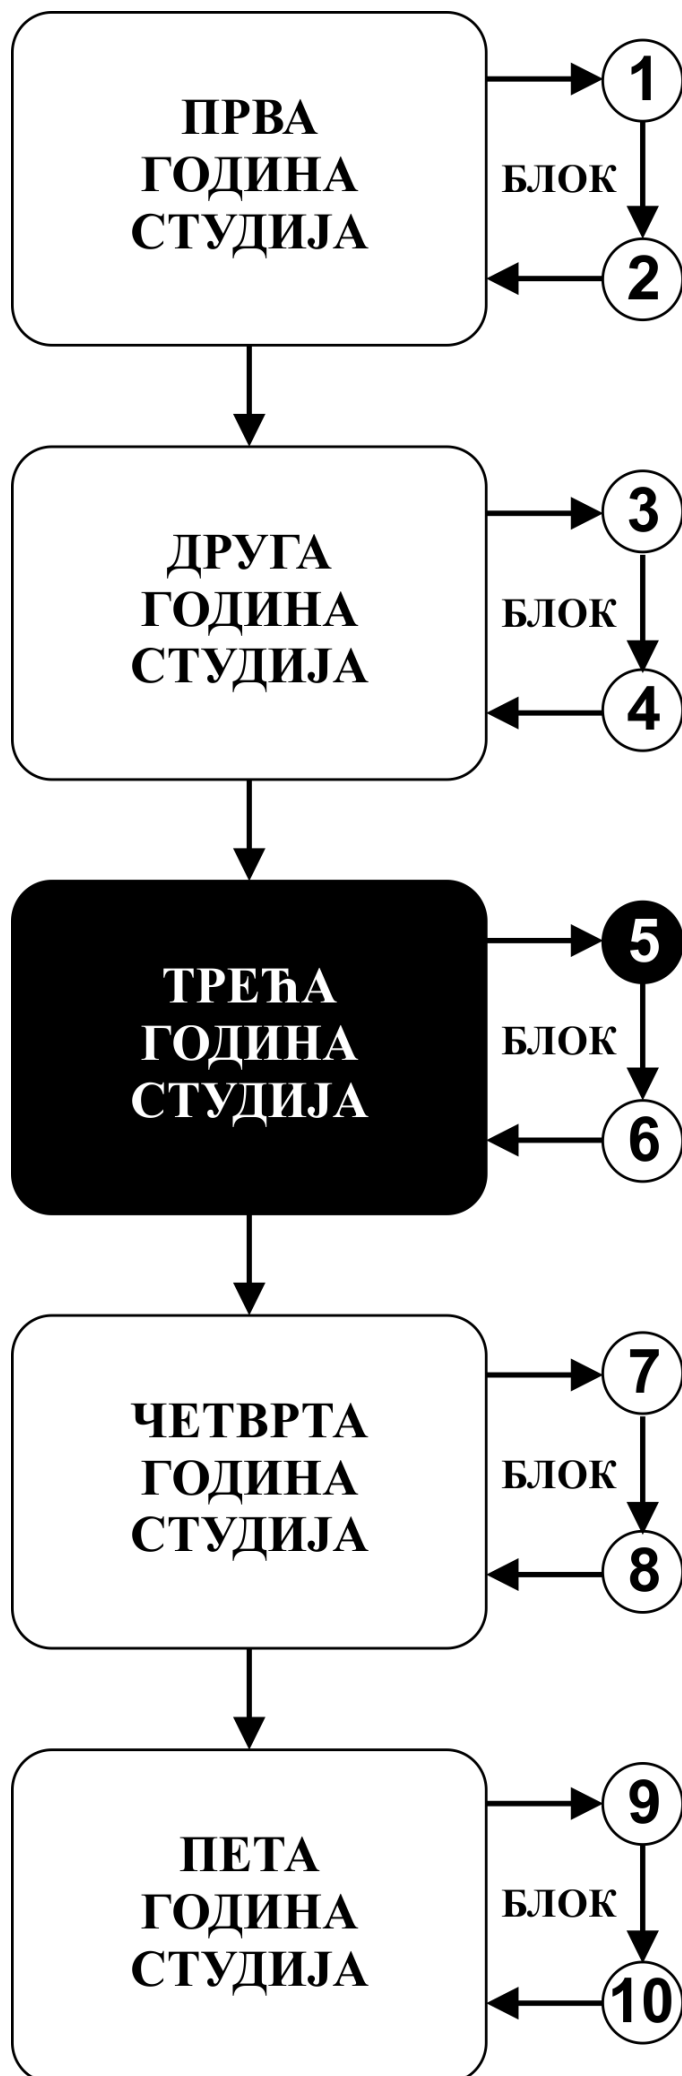 ПРВА
ГОДИНА
СТУДИЈА
1
БЛОК
2
ДРУГА
ГОДИНА
СТУДИЈА
3
БЛОК
4
ТРЕЋА
ГОДИНА
СТУДИЈА
5
БЛОК
6
ЧЕТВРТА
ГОДИНА
СТУДИЈА
7
БЛОК
8
ПЕТА
ГОДИНА
СТУДИЈА
9
БЛОК
10